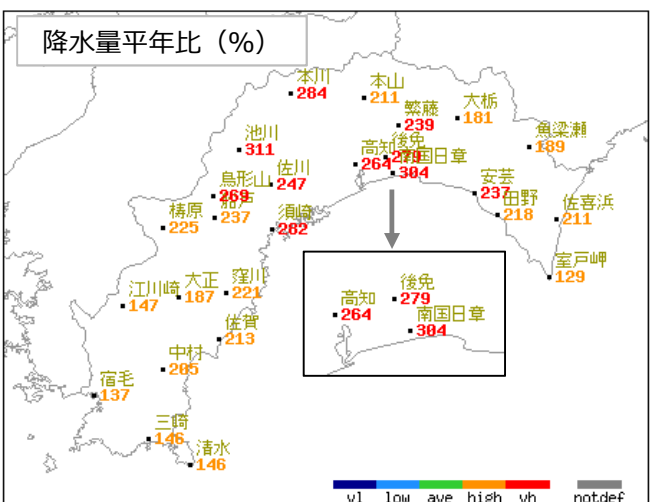 降水量平年比（%）
本川
284
本山
211
繁藤
239
大栃
181
魚梁瀬
189
池川
311
高知
264
後免
279
南国日章
304
佐川
247
安芸
237
鳥形山
269
船戸
237
田野
218
佐喜浜
211
梼原
225
須崎
282
室戸岬
129
江川崎
147
大正
187
窪川
221
後免
279
高知
264
南国日章
304
佐賀
213
中村
205
宿毛
137
三崎
146
清水
146
vl low ave high vh notdef